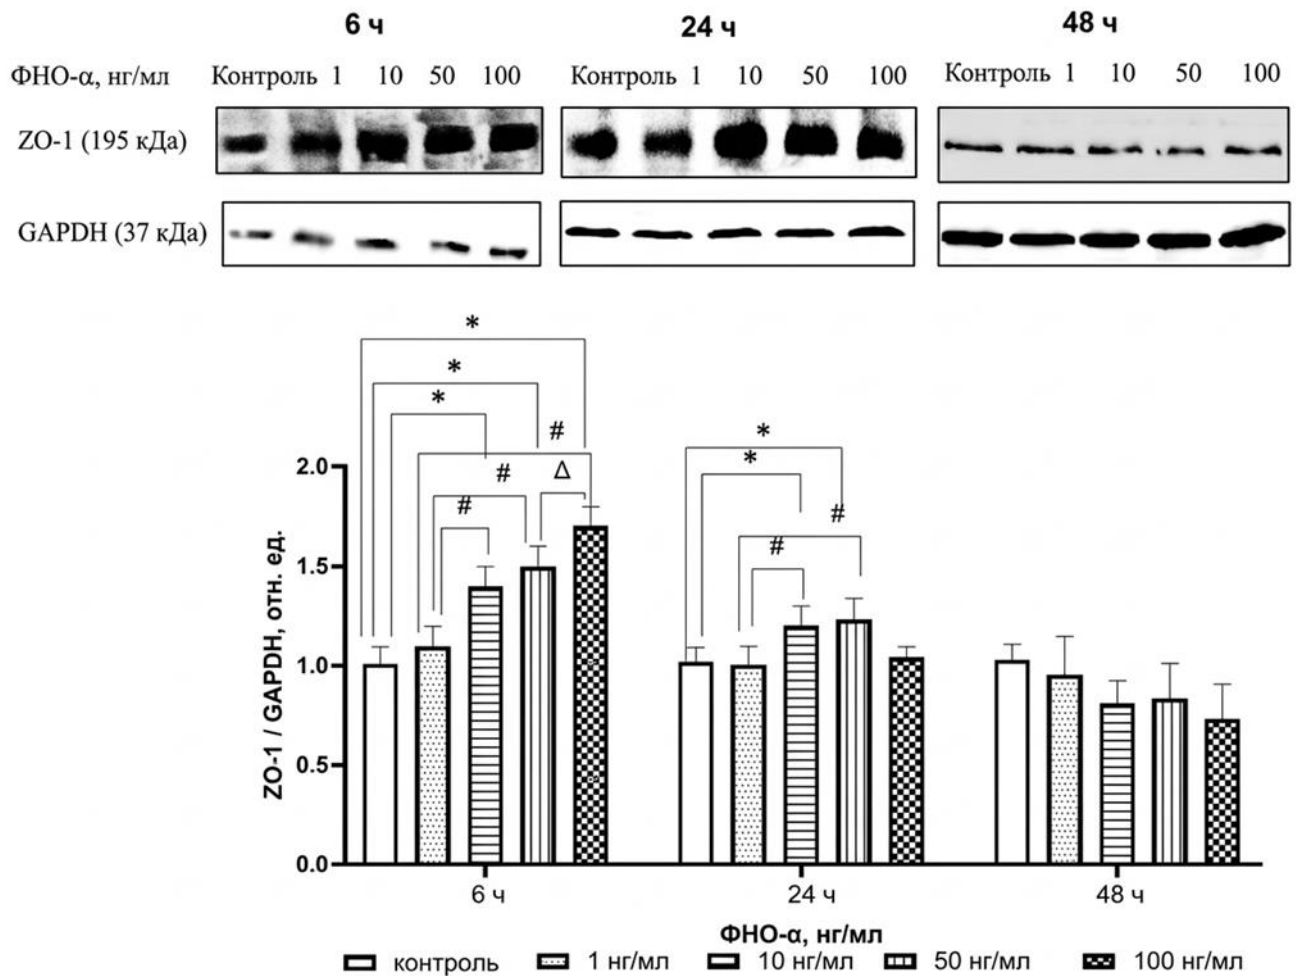 6 ч 24 ч 48 ч
ФНО-α, нг/мл Контроль 1 10 50 100 Контроль 1 10 50 100 Контроль 1 10 50 100
ZO-1 (195 кДа)
GAPDH (37 кДа)
*
*
*
#
*
2.0
#
Δ
*
#
#
1.5
#
ZO-1 / GAPDH, отн. ед.
1.0
0.5
0.0
6 ч 24 ч 48 ч
ФНО-α, нг/мл
контроль 1 нг/мл 10 нг/мл 50 нг/мл 100 нг/мл